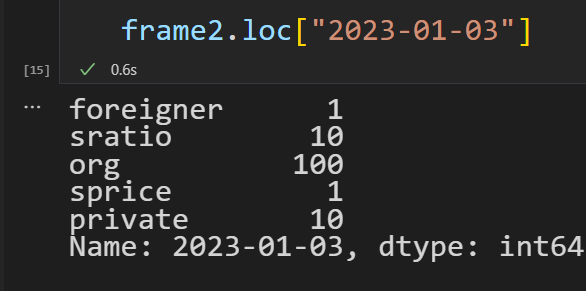 frame2.loc["2023-01-03"]
[15] ✓ 0.6s
... foreigner 1
sratio 10
org 100
sprice 1
private 10
Name: 2023-01-03, dtype: int64